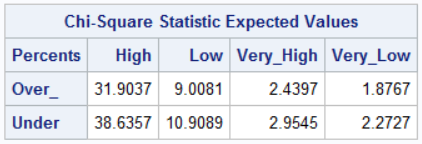 Chi-Square Statistic Expected Values
Percents High Low Very_High Very_Low
Over_ 31.9037 9.0081 2.4397 1.8767
Under 38.6357 10.9089 2.9545 2.2727